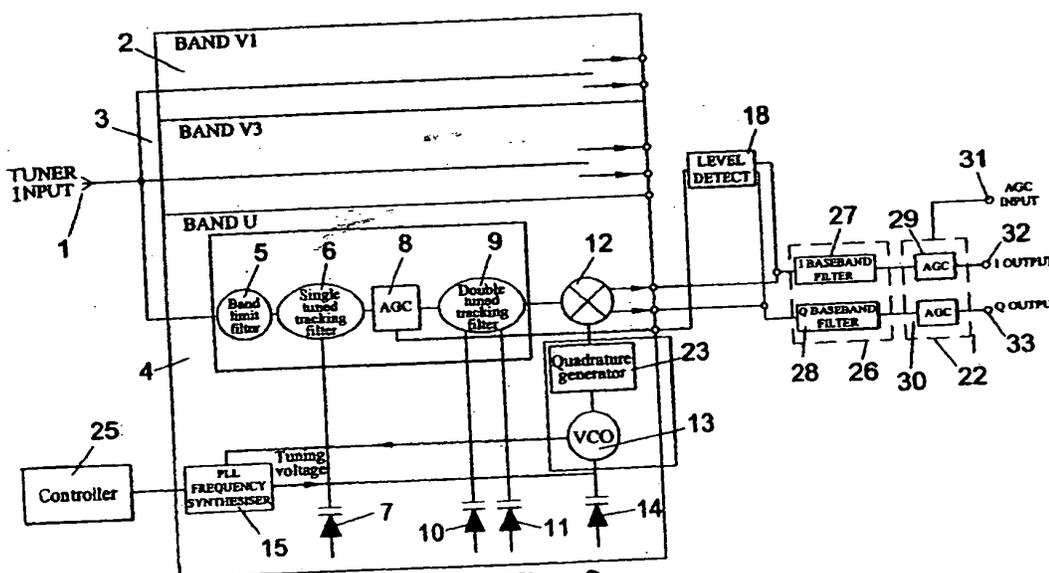 BAND V1
2
3
BAND V3
18
LEVEL
DETECT
31
TUNER
INPUT
AGC
INPUT
1
BAND U
5
6
8
9
12
27
29
32
Band
limit
filter
Single
tuned
tracking
filter
AGC
Double
tuned
tracking
filter
I BASEBAND
FILTER
AGC
I OUTPUT
Q BASEBAND
FILTER
AGC
Q OUTPUT
4
Quadrature
generator
23
28
26
30
22
33
VCO
13
25
Controller
Tuning
voltage
PLL
FREQUENCY
SYNTHESISER
15
7
10
11
14